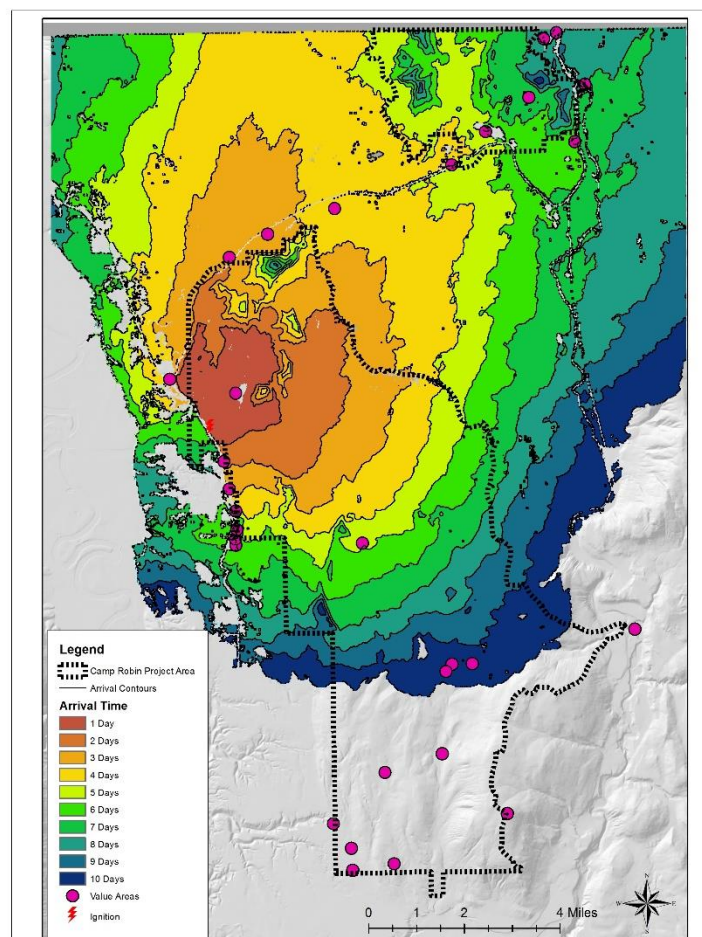 Legend
Camp Robin Project Area
Arrival Contours
Arrival Time
1 Day
2 Days
3 Days
4 Days
5 Days
6 Days
7 Days
8 Days
9 Days
10 Days
Value Areas
Ignition
0 1 2 4 Miles
N
W E
S